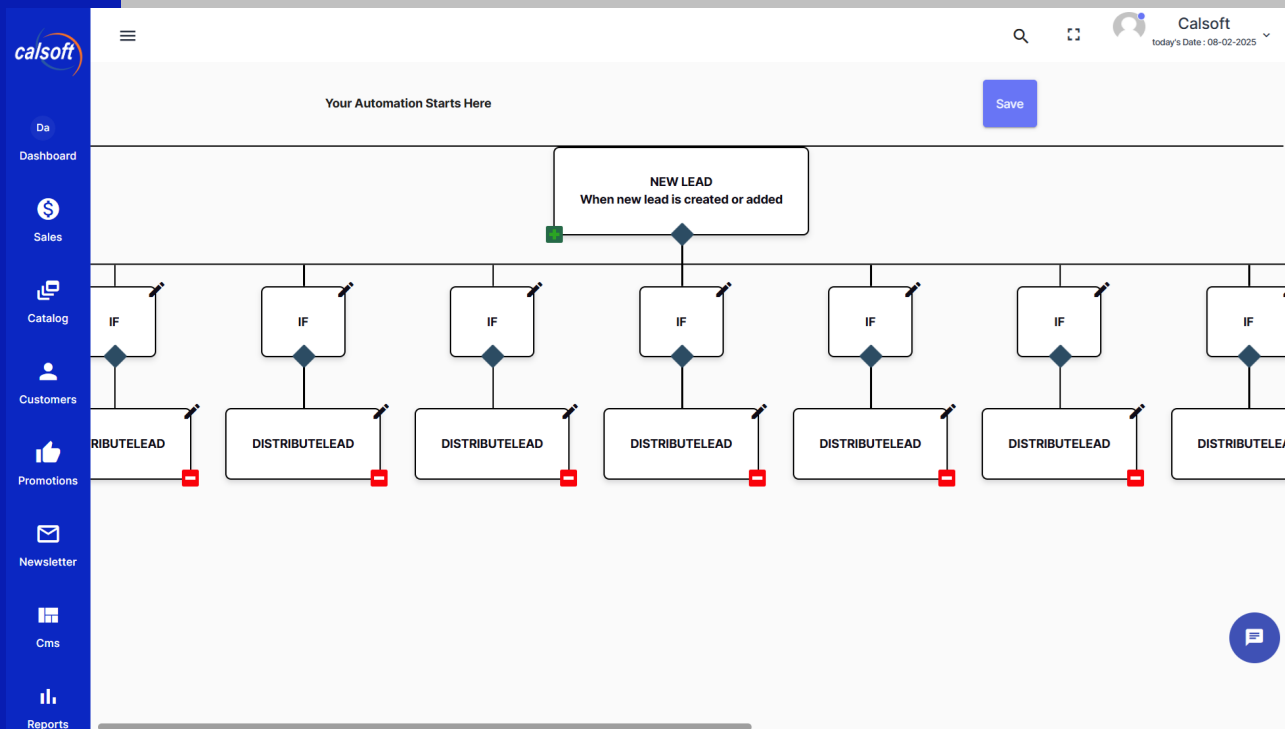 calsoft
Calsoft
today's Date : 08-02-2025
Your Automation Starts Here
Save
Da
Dashboard
Sales
Catalog
Customers
Promotions
Newsletter
Cms
Reports
NEW LEAD
When new lead is created or added
IF
IF
IF
IF
IF
IF
IF
RIBUTELEAD
DISTRIBUTELEAD
DISTRIBUTELEAD
DISTRIBUTELEAD
DISTRIBUTELEAD
DISTRIBUTELEAD
DISTRIBUTELEA